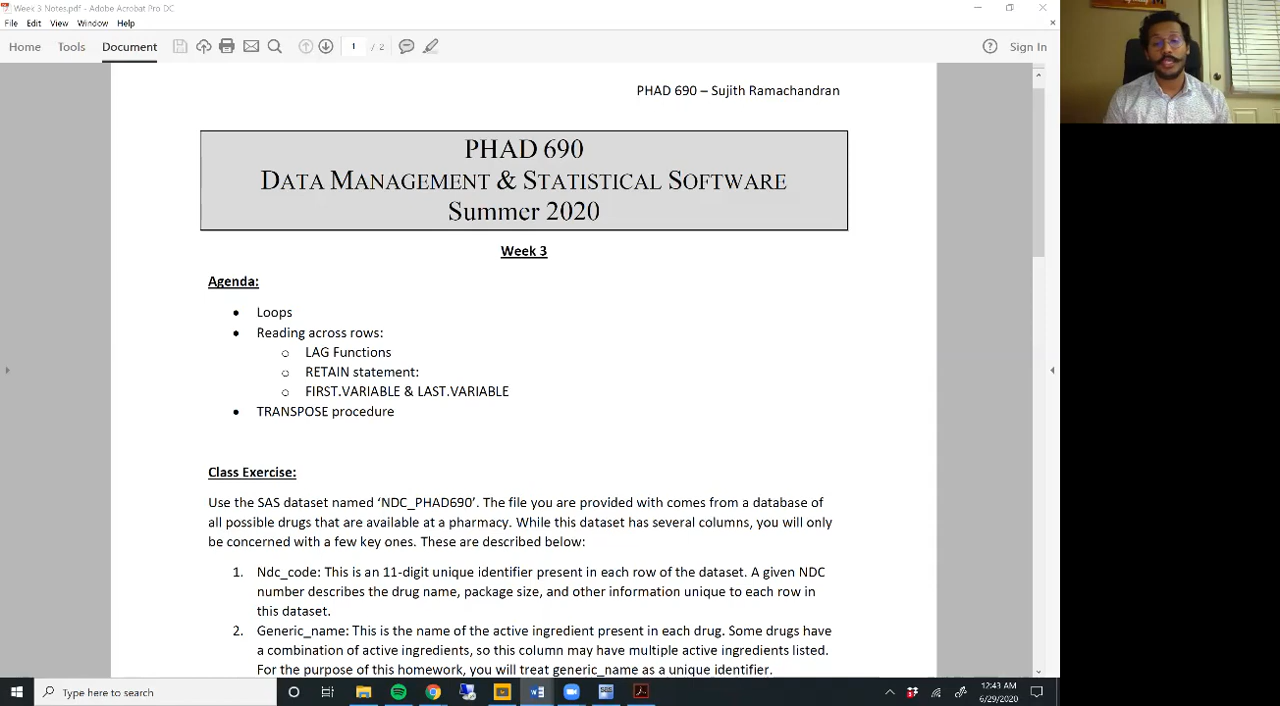 Week 3 Notes.pdf - Adobe Acrobat Pro DC
File Edit View Window Help
Home Tools Document 1 / 2 Sign In
PHAD 690 – Sujith Ramachandran
PHAD 690
DATA MANAGEMENT & STATISTICAL SOFTWARE
Summer 2020
Week 3
Agenda:
• Loops
• Reading across rows:
o LAG Functions
o RETAIN statement:
o FIRST.VARIABLE & LAST.VARIABLE
• TRANSPOSE procedure
Class Exercise:
Use the SAS dataset named ‘NDC_PHAD690’. The file you are provided with comes from a database of
all possible drugs that are available at a pharmacy. While this dataset has several columns, you will only
be concerned with a few key ones. These are described below:
1. Ndc_code: This is an 11-digit unique identifier present in each row of the dataset. A given NDC
number describes the drug name, package size, and other information unique to each row in
this dataset.
2. Generic_name: This is the name of the active ingredient present in each drug. Some drugs have
a combination of active ingredients, so this column may have multiple active ingredients listed.
For the purpose of this homework, you will treat generic_name as a unique identifier.
Type here to search
12:43 AM
6/29/2020